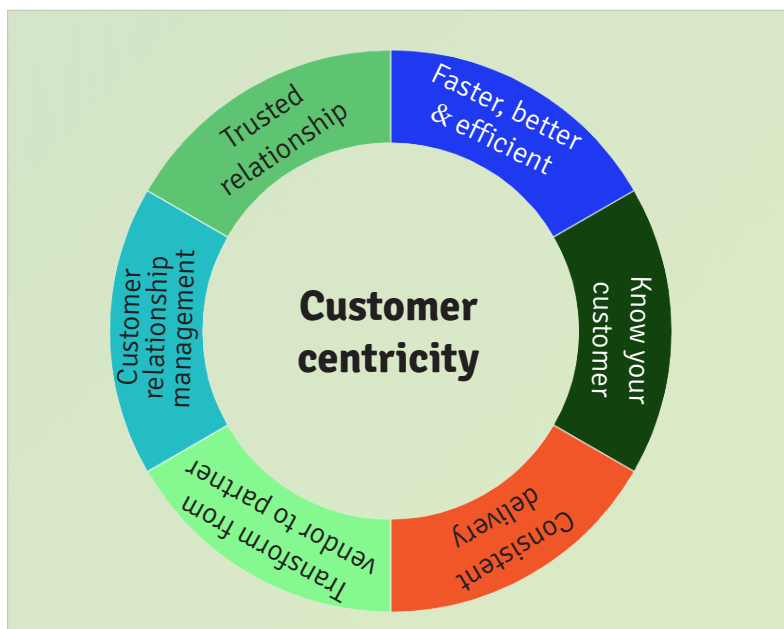 Faster, better
& efficient
Know your
customer
Consistent
delivery
Transform from
vendor to partner
Customer
relationship
management
Trusted
relationship
Customer
centricity